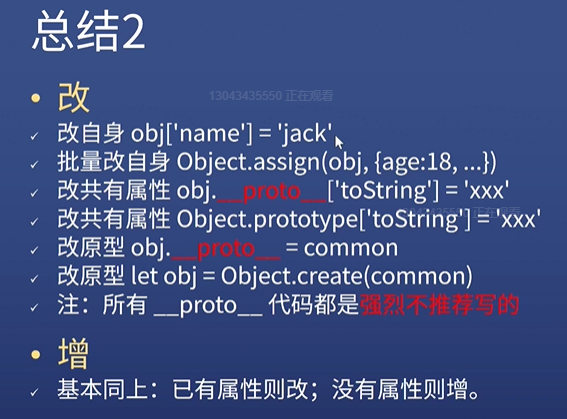 总结2
13043435550 正在观看
改
改自身 obj['name'] = 'jack'
批量改自身 Object.assign(obj, {age:18, ...})
改共有属性 obj.__proto__['toString'] = 'xxx'
改共有属性 Object.prototype['toString'] = 'xxx'
改原型 obj.__proto__ = common
改原型 let obj = Object.create(common)
注：所有 __proto__ 代码都是强烈不推荐写的
增
基本同上：已有属性则改；没有属性则增。